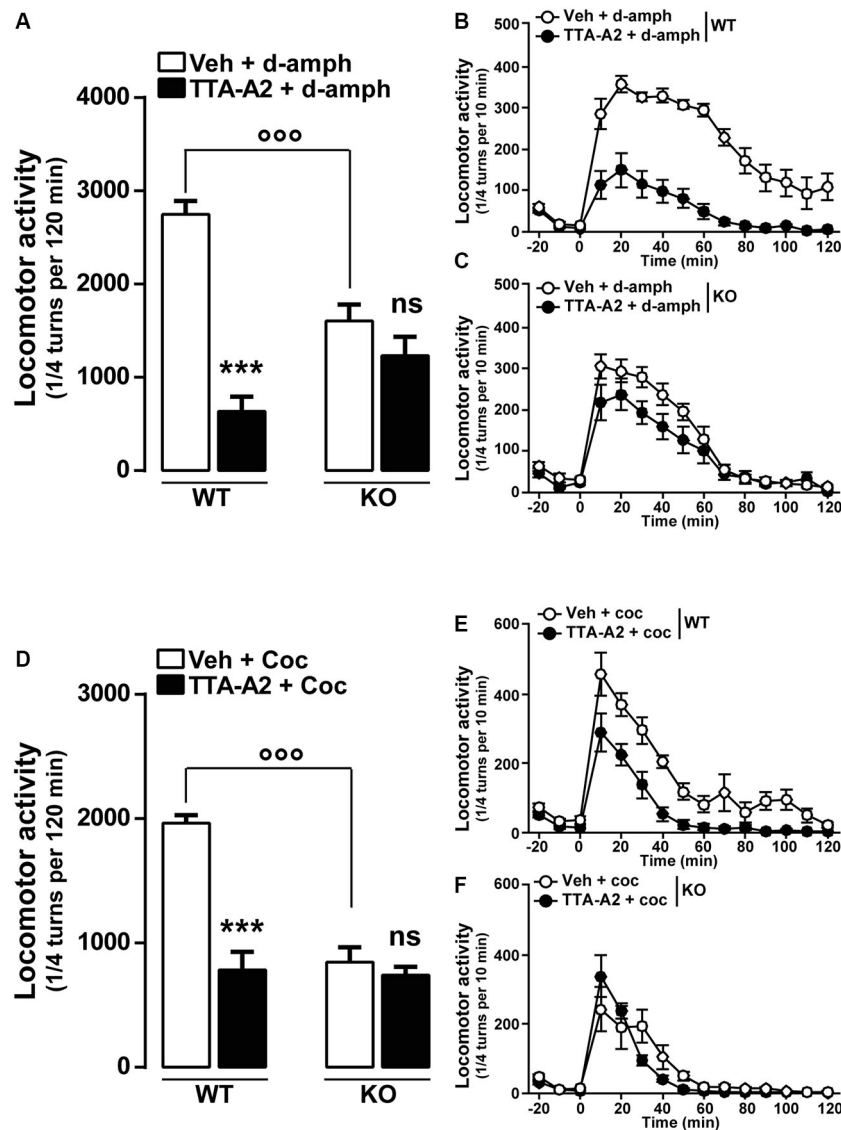 A
Veh + d-amph
TTA-A2 + d-amph
Locomotor activity
(1/4 turns per 120 min)
4000
3000
2000
1000
0
°°°
***
ns
WT
KO
B
Veh + d-amph
TTA-A2 + d-amph
WT
Locomotor activity
(1/4 turns per 10 min)
500
400
300
200
100
0
-20 0 20 40 60 80 100 120
Time (min)
C
Veh + d-amph
TTA-A2 + d-amph
KO
Locomotor activity
(1/4 turns per 10 min)
500
400
300
200
100
0
-20 0 20 40 60 80 100 120
Time (min)
D
Veh + Coc
TTA-A2 + Coc
Locomotor activity
(1/4 turns per 120 min)
3000
2000
1000
0
°°°
***
ns
WT
KO
E
Veh + coc
TTA-A2 + coc
WT
Locomotor activity
(1/4 turns per 10 min)
600
400
200
0
-20 0 20 40 60 80 100 120
Time (min)
F
Veh + coc
TTA-A2 + coc
KO
Locomotor activity
(1/4 turns per 10 min)
600
400
200
0
-20 0 20 40 60 80 100 120
Time (min)